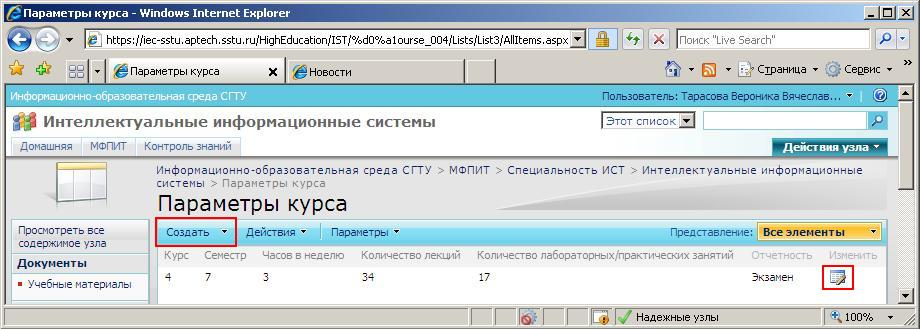 Параметры курса - Windows Internet Explorer
https://iec-sstu.aptech.sstu.ru/HighEducation/IST/%d0%a1ourse_004/Lists/List3/AllItems.aspx
Поиск "Live Search"
Параметры курса
Новости
Страница
Сервис
Информационно-образовательная среда СГТУ
Пользователь: Тарасова Вероника Вячеслав...
Интеллектуальные информационные системы
Этот список
Домашняя МФПИТ Контроль знаний
Действия узла
Информационно-образовательная среда СГТУ > МФПИТ > Специальность ИСТ > Интеллектуальные информационные
системы > Параметры курса
Параметры курса
Просмотреть все
содержимое узла
Документы
Учебные материалы
Создать Действия Параметры Представление: Все элементы
Курс Семестр Часов в неделю Количество лекций Количество лабораторных/практических занятий Отчетность Изменить
4 7 3 34 17 Экзамен
Надежные узлы
100%